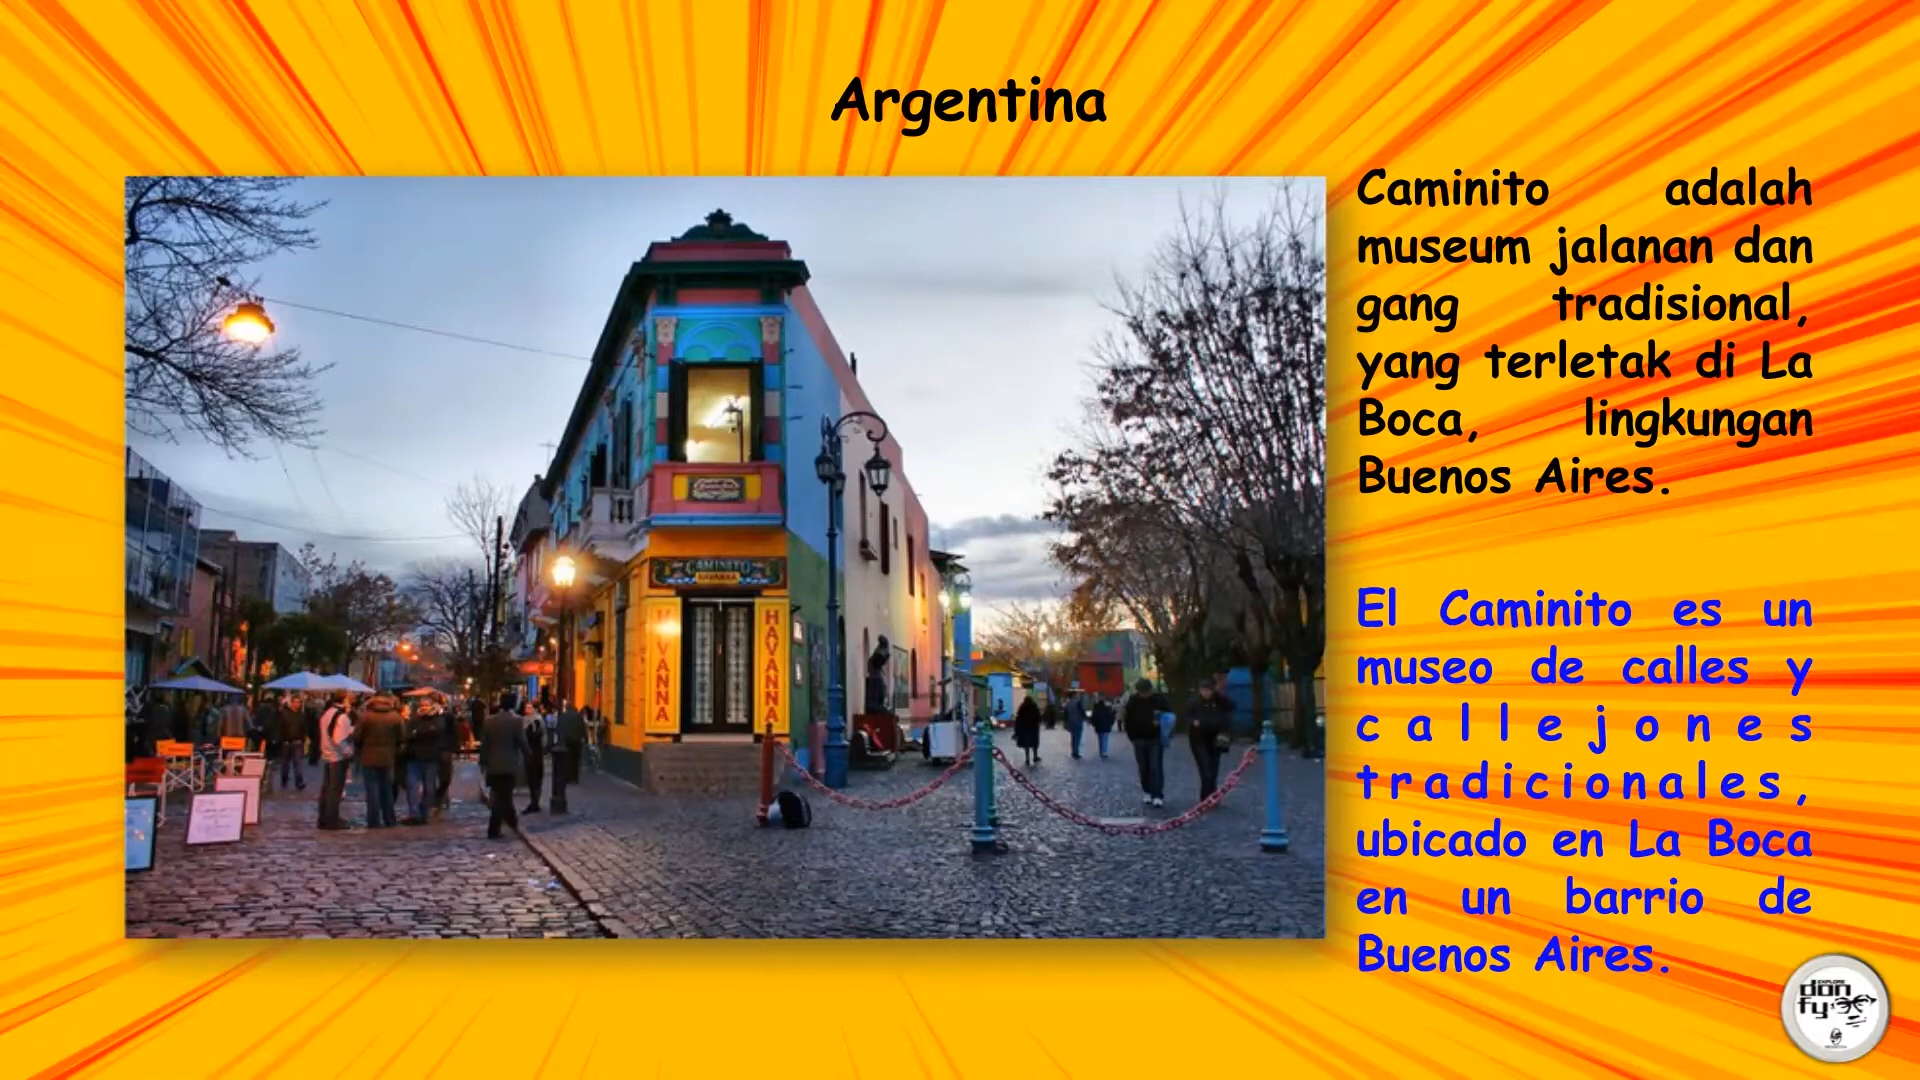 Argentina
Caminito adalah
museum jalanan dan
gang tradisional,
yang terletak di La
Boca, lingkungan
Buenos Aires.
El Caminito es un
museo de calles y
callejones
tradicionales,
ubicado en La Boca
en un barrio de
Buenos Aires.
CAMINITO
HAVANNA
HAVANNA
HAVANNA
EXPLORE
don
fy